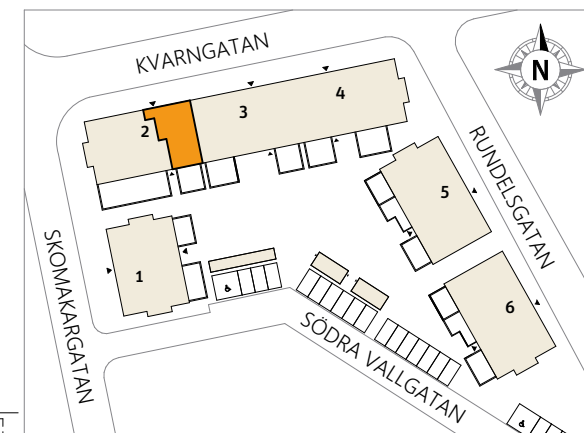 KVARNGATAN
N
4
3
2
RUNDELSGATAN
5
SKOMAKARGATAN
1
6
SÖDRA VALLGATAN